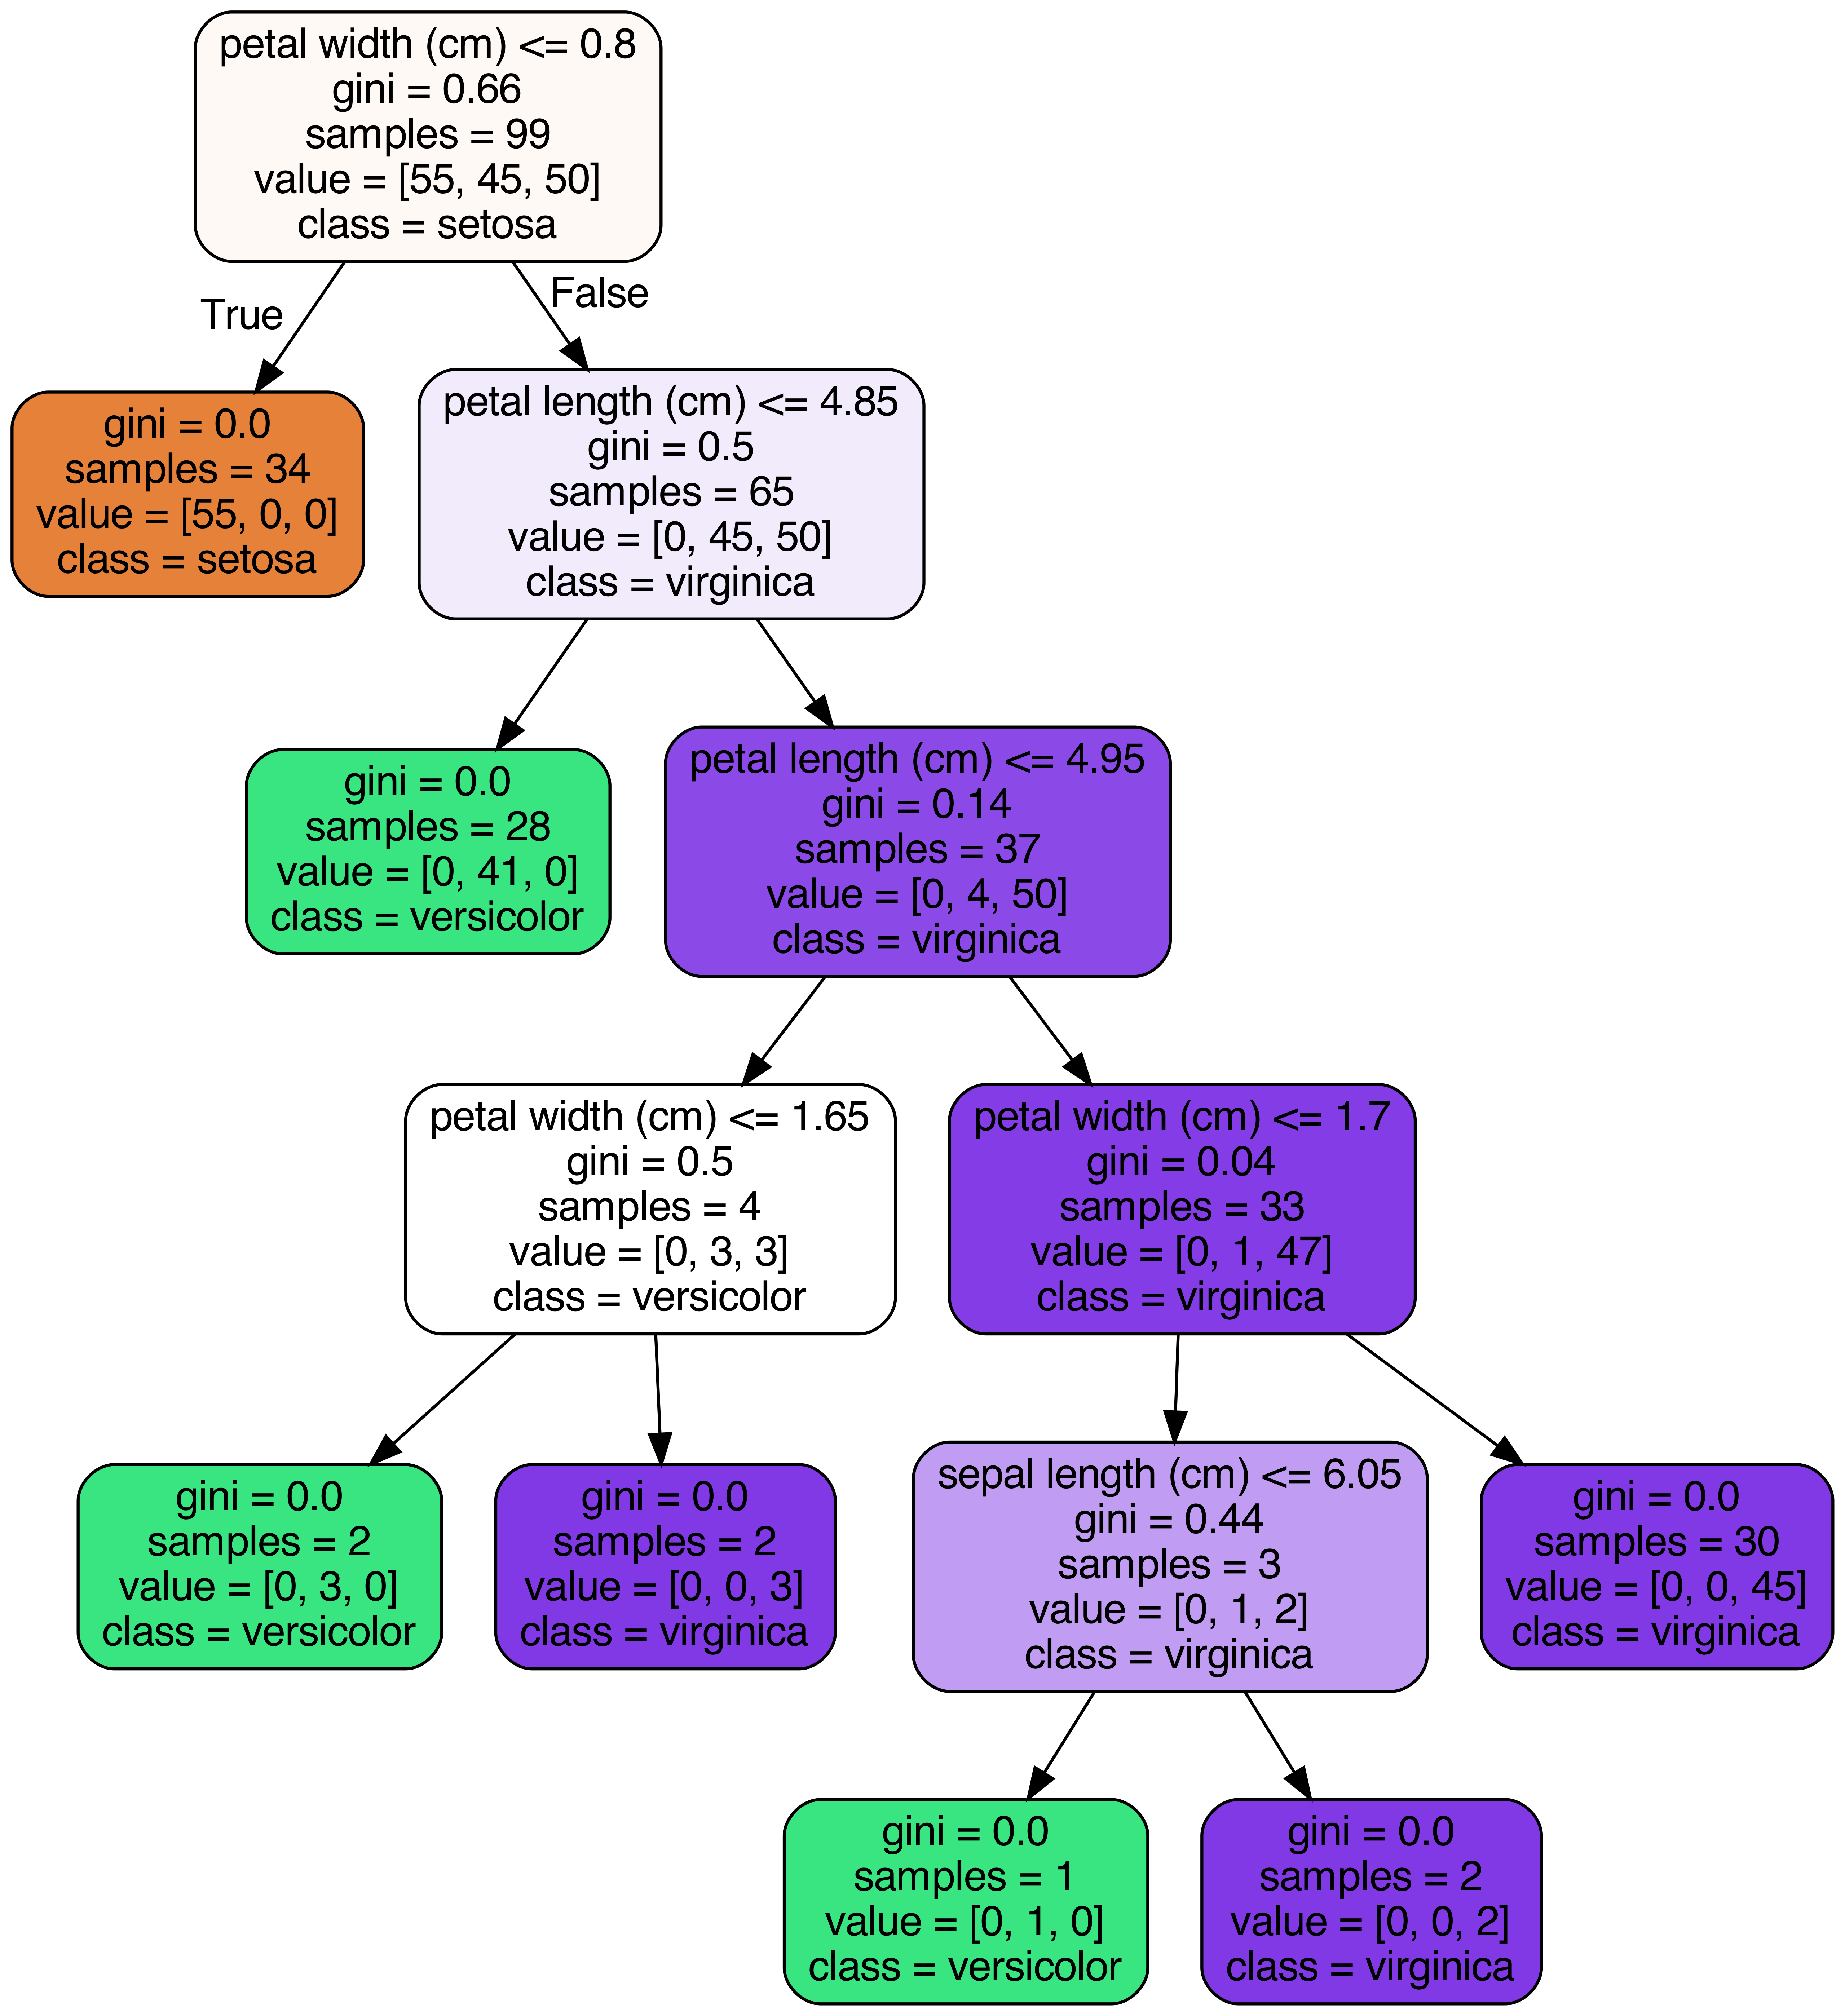 petal width (cm) <= 0.8
gini = 0.66
samples = 99
value = [55, 45, 50]
class = setosa
True
False
gini = 0.0
samples = 34
value = [55, 0, 0]
class = setosa
petal length (cm) <= 4.85
gini = 0.5
samples = 65
value = [0, 45, 50]
class = virginica
gini = 0.0
samples = 28
value = [0, 41, 0]
class = versicolor
petal length (cm) <= 4.95
gini = 0.14
samples = 37
value = [0, 4, 50]
class = virginica
petal width (cm) <= 1.65
gini = 0.5
samples = 4
value = [0, 3, 3]
class = versicolor
petal width (cm) <= 1.7
gini = 0.04
samples = 33
value = [0, 1, 47]
class = virginica
gini = 0.0
samples = 2
value = [0, 3, 0]
class = versicolor
gini = 0.0
samples = 2
value = [0, 0, 3]
class = virginica
sepal length (cm) <= 6.05
gini = 0.44
samples = 3
value = [0, 1, 2]
class = virginica
gini = 0.0
samples = 30
value = [0, 0, 45]
class = virginica
gini = 0.0
samples = 1
value = [0, 1, 0]
class = versicolor
gini = 0.0
samples = 2
value = [0, 0, 2]
class = virginica